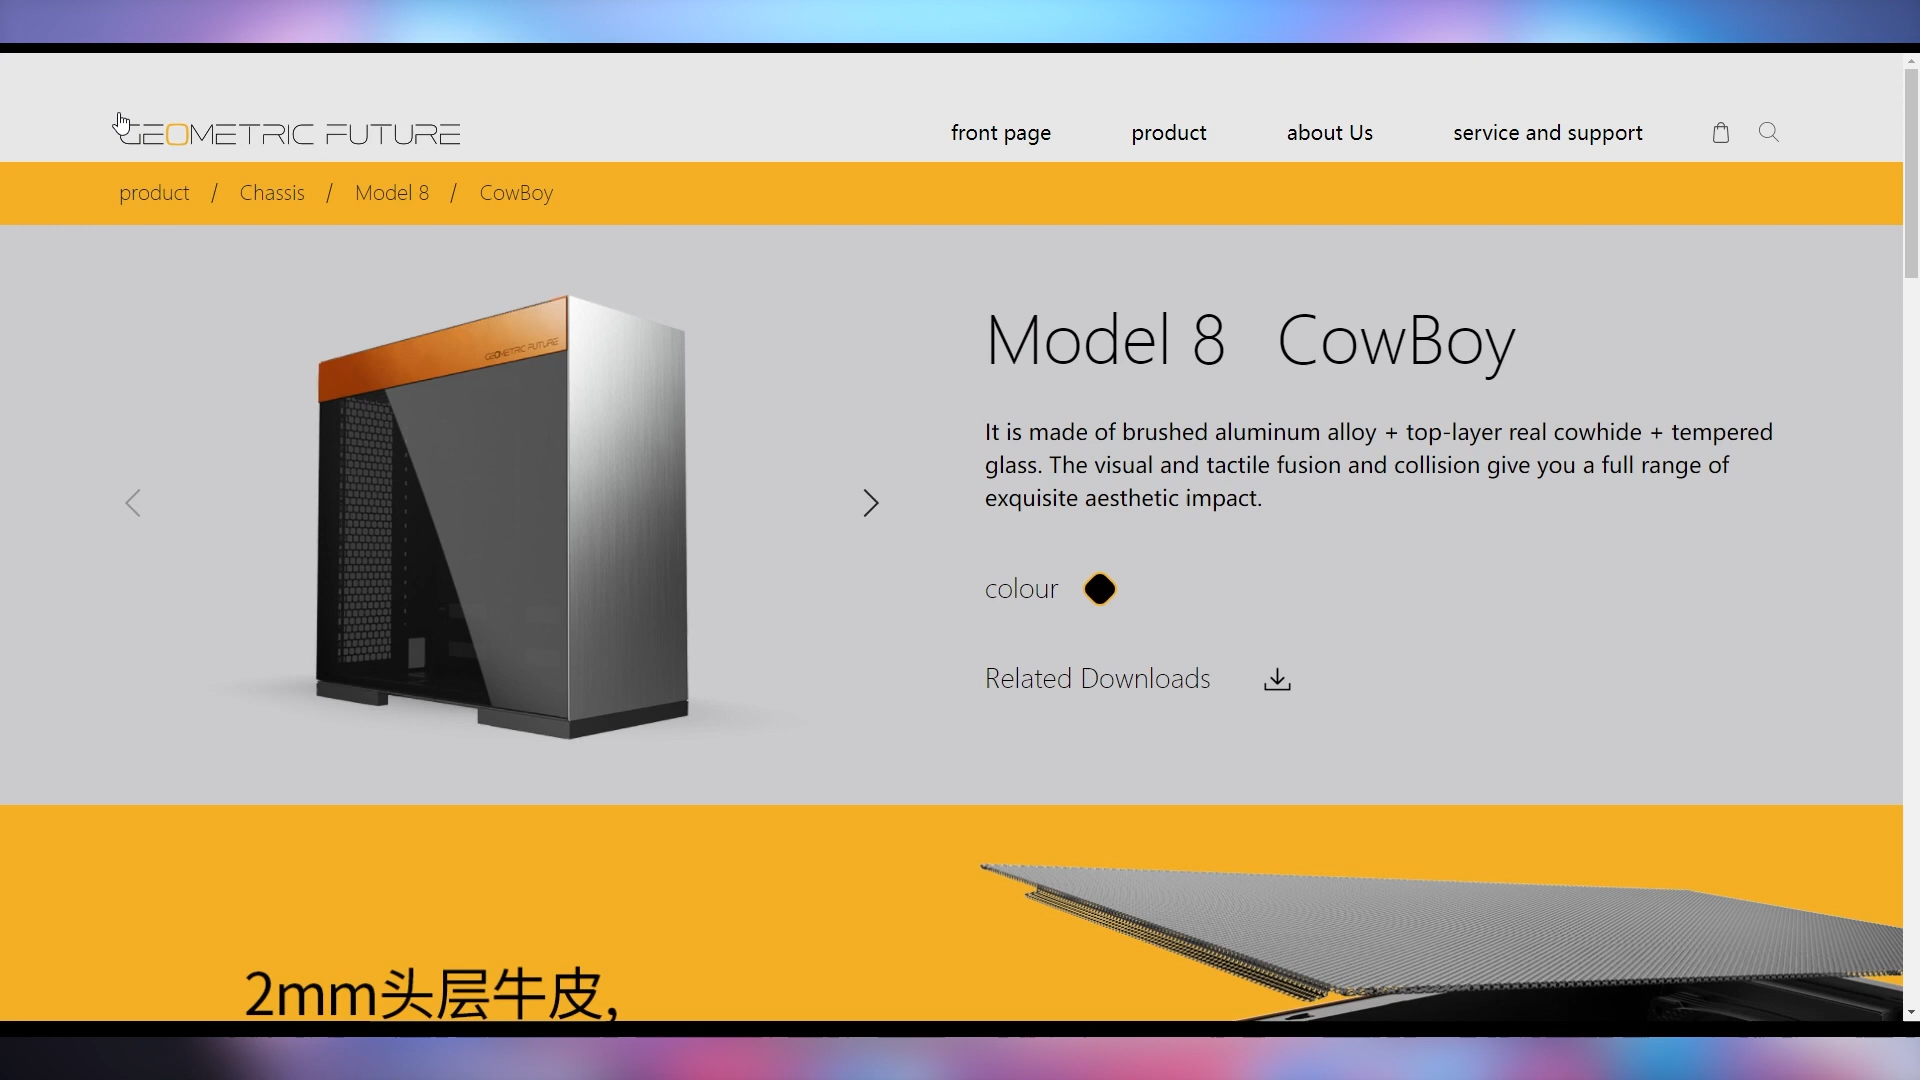 GEOMETRIC FUTURE
front page
product
about Us
service and support
product / Chassis / Model 8 / CowBoy
GEOMETRIC FUTURE
Model 8 CowBoy
It is made of brushed aluminum alloy + top-layer real cowhide + tempered
glass. The visual and tactile fusion and collision give you a full range of
exquisite aesthetic impact.
colour
Related Downloads
2mm头层牛皮,